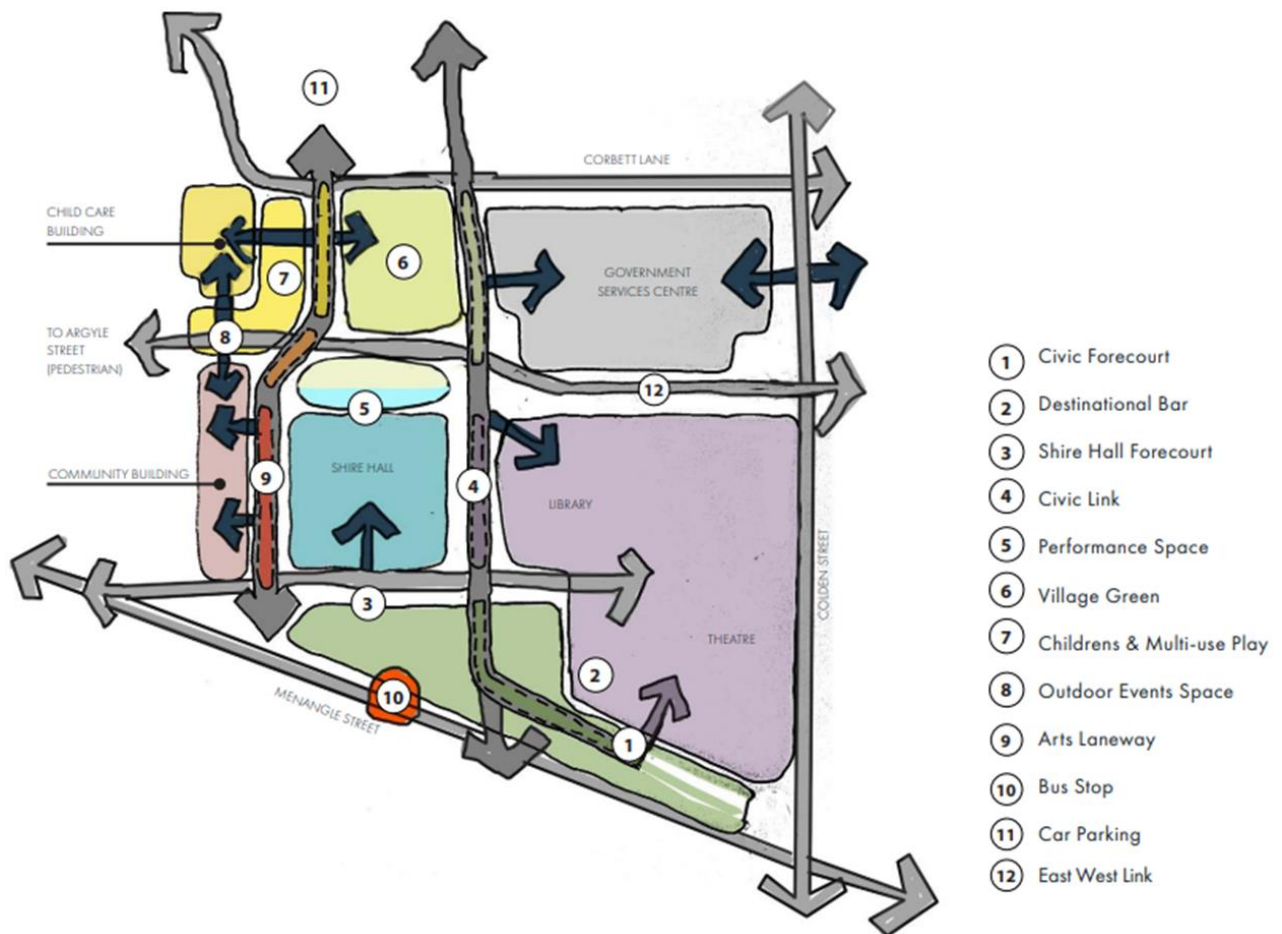 11
CORBETT LANE
CHILD CARE
BUILDING
7
6
GOVERNMENT
SERVICES CENTRE
TO ARGYLE
STREET
(PEDESTRIAN)
8
12
5
COMMUNITY BUILDING
9
SHIRE HALL
4
LIBRARY
COLDEN STREET
3
THEATRE
2
10
MENANGLE STREET
1
1 Civic Forecourt
2 Destinational Bar
3 Shire Hall Forecourt
4 Civic Link
5 Performance Space
6 Village Green
7 Childrens & Multi-use Play
8 Outdoor Events Space
9 Arts Laneway
10 Bus Stop
11 Car Parking
12 East West Link